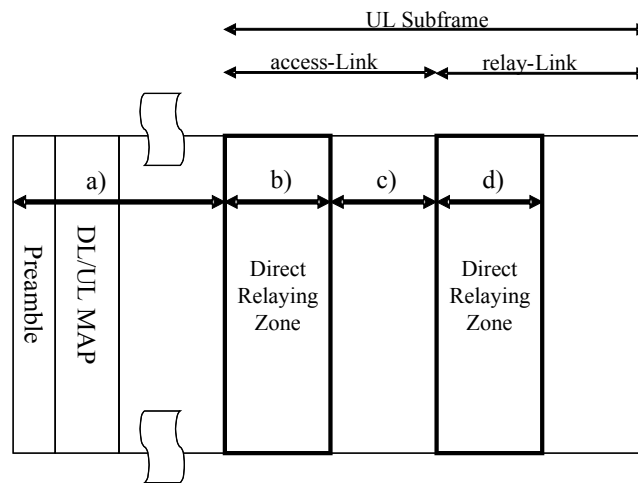 UL Subframe
access-Link
relay-Link
a)
b)
c)
d)
Preamble
DL/UL MAP
Direct
Relaying
Zone
Direct
Relaying
Zone